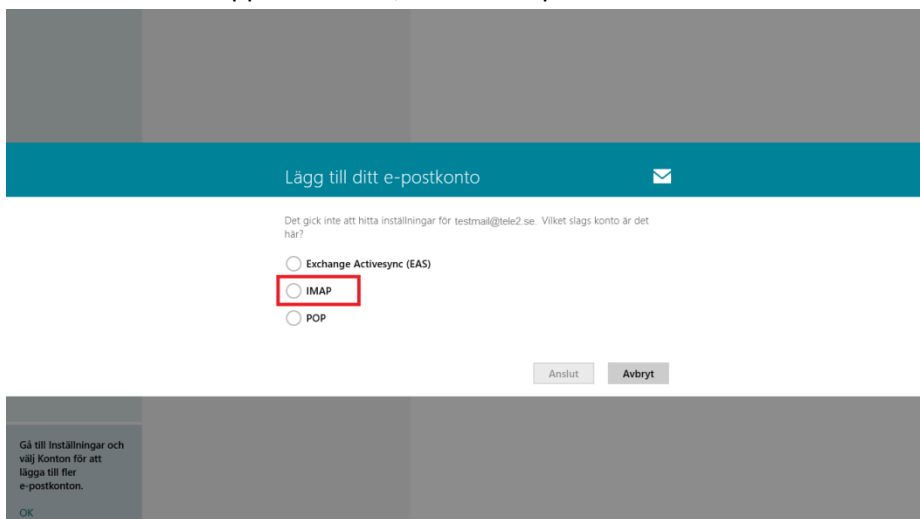 Lägg till ditt e-postkonto
Det gick inte att hitta inställningar för testmail@tele2.se. Vilket slags konto är det
här?
Exchange Activesync (EAS)
IMAP
POP
Anslut Avbryt
Gå till Inställningar och
välj Konton för att
lägga till fler
e-postkonton.
OK